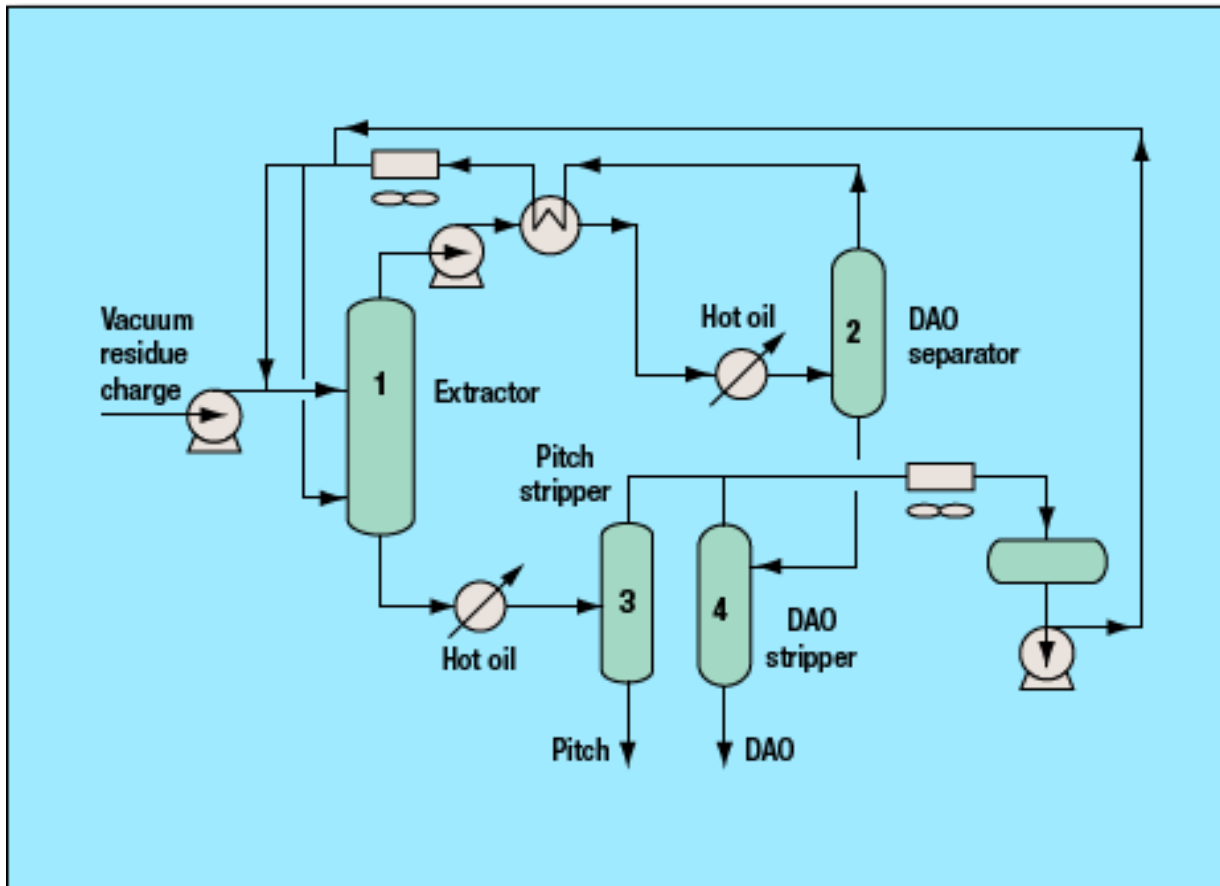 Vacuum
residue
charge
1
Extractor
Hot oil
2
DAO
separator
Pitch
stripper
Hot oil
3
4
DAO
stripper
Pitch
DAO